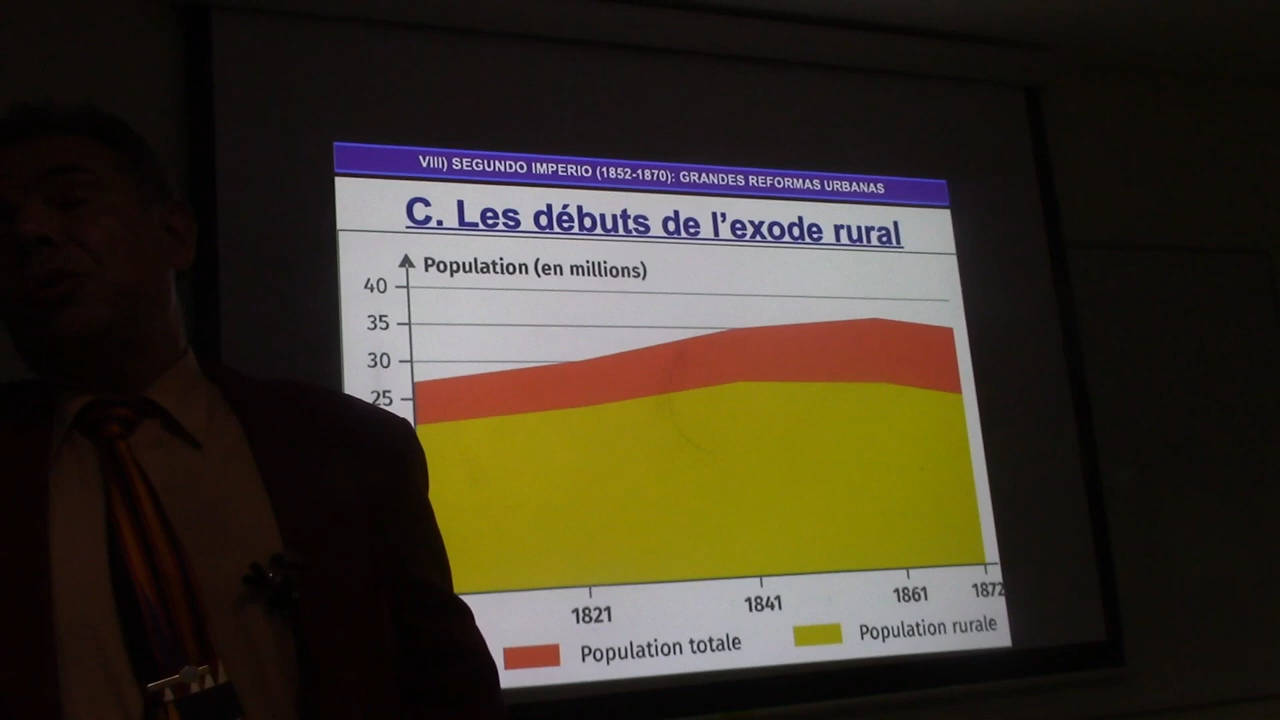 VIII) SEGUNDO IMPERIO (1852-1870): GRANDES REFORMAS URBANAS
C. Les débuts de l'exode rural
Population (en millions)
40
35
30
25
1821 1841 1861 1872
Population totale Population rurale